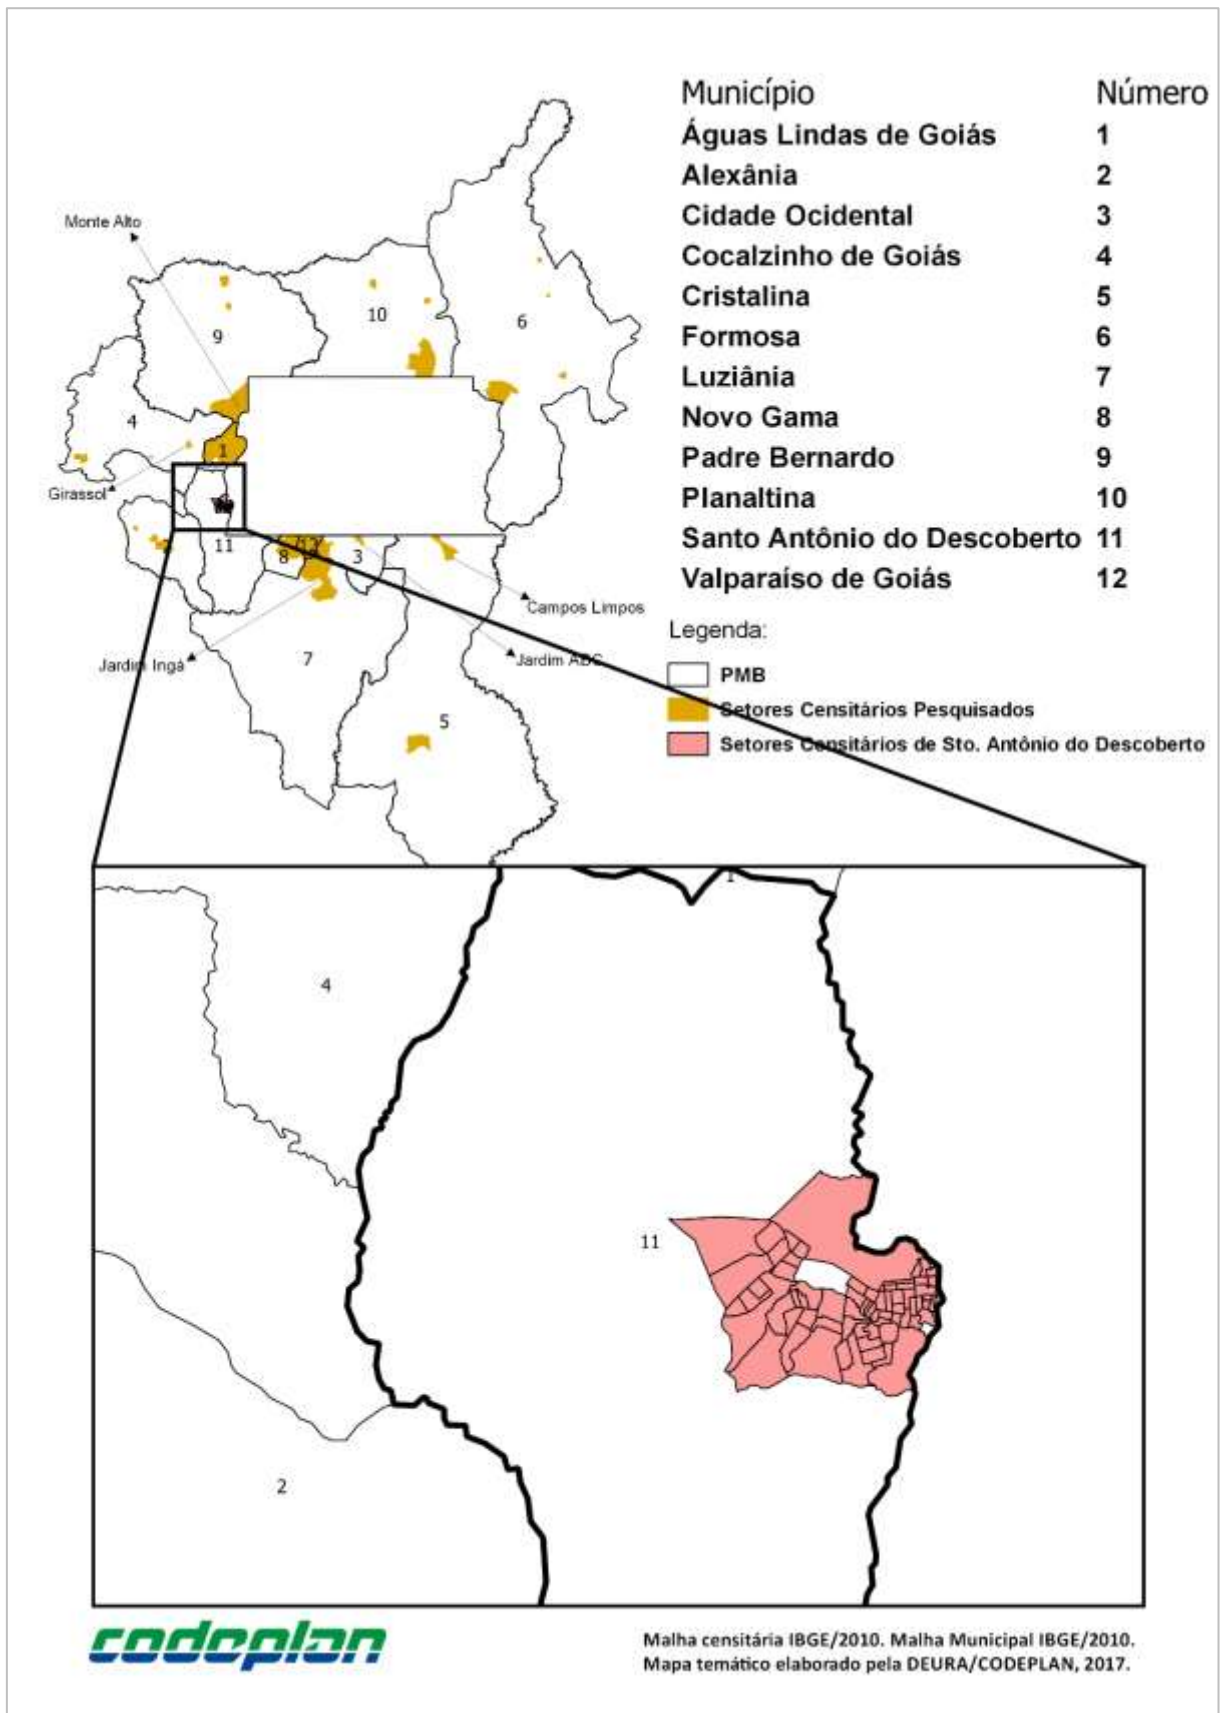 Município Número
Águas Lindas de Goiás 1
Alexânia 2
Cidade Ocidental 3
Cocalzinho de Goiás 4
Cristalina 5
Formosa 6
Luziânia 7
Novo Gama 8
Padre Bernardo 9
Planaltina 10
Santo Antônio do Descoberto 11
Valparaíso de Goiás 12
Legenda:
PMB
Setores Censitários Pesquisados
Setores Censitários de Sto. Antônio do Descoberto
Monte Alto
10
6
9
4
1
Girassol
11
8
12
3
Campos Limpos
Jardim Ingá
7
Jardim ABC
5
1
4
11
2
codeplan
Malha censitária IBGE/2010. Malha Municipal IBGE/2010.
Mapa temático elaborado pela DEURA/CODEPLAN, 2017.